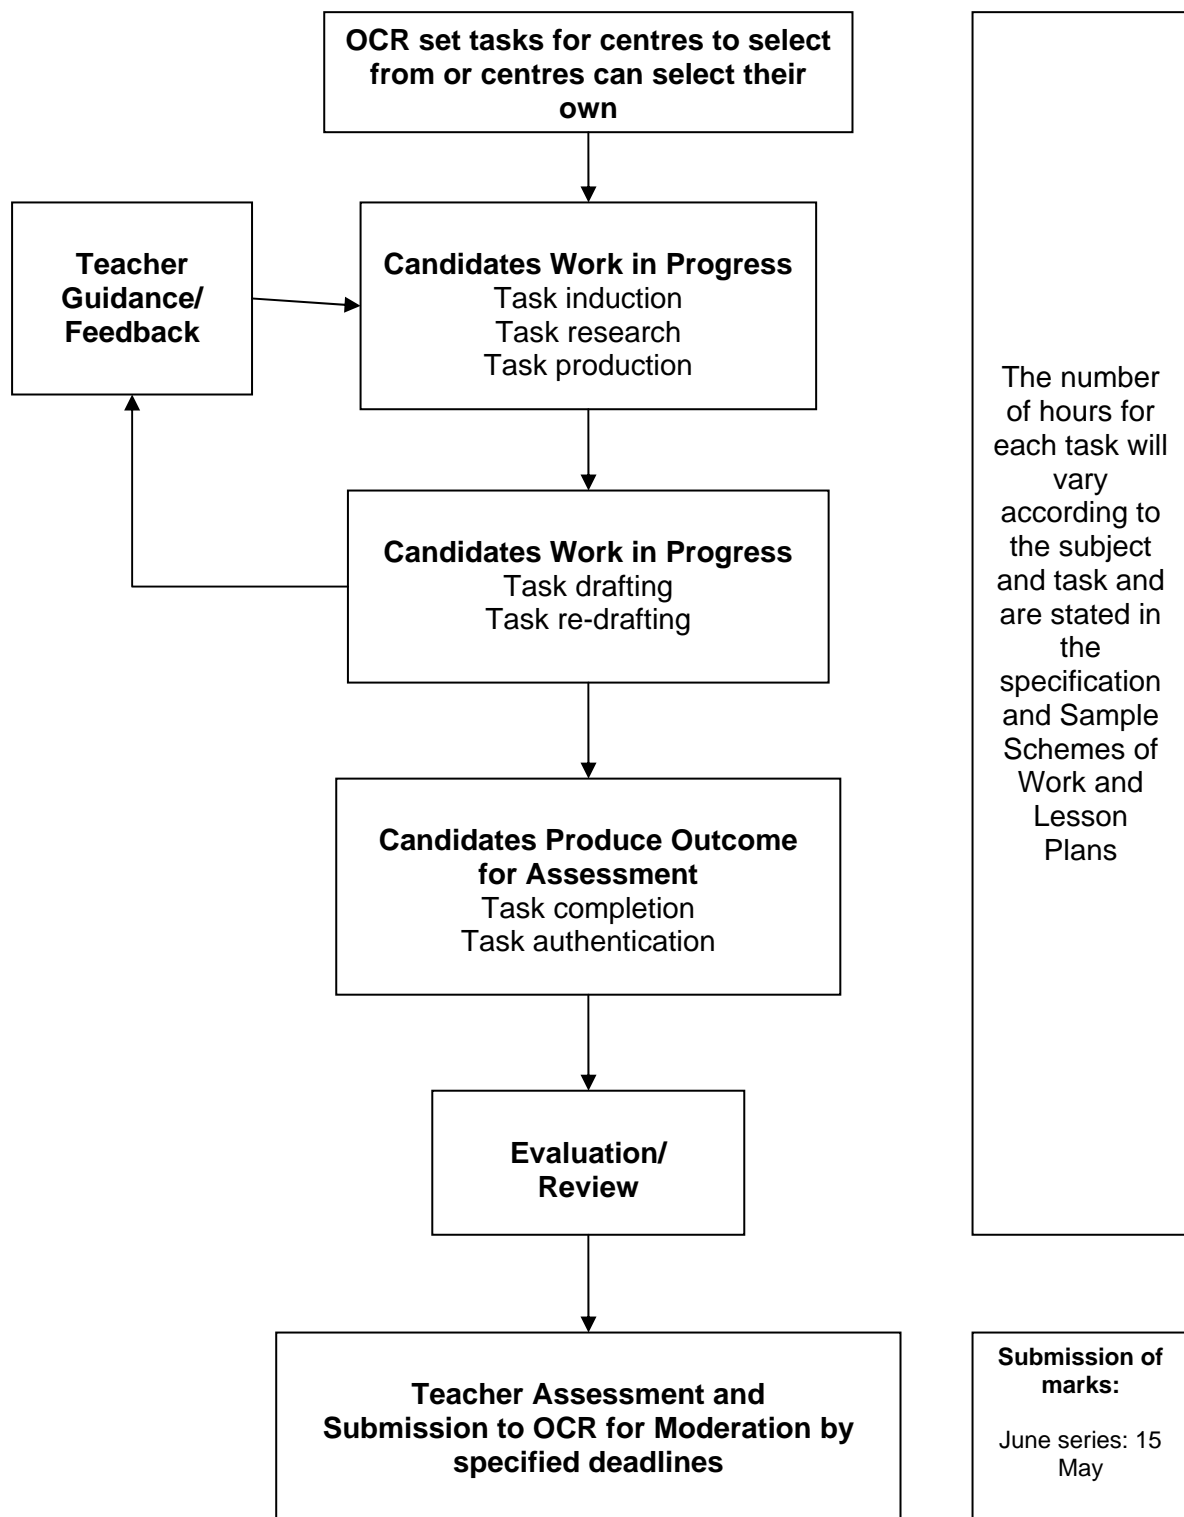 OCR set tasks for centres to select
from or centres can select their
own
Teacher
Guidance/
Feedback
Candidates Work in Progress
Task induction
Task research
Task production
Candidates Work in Progress
Task drafting
Task re-drafting
Candidates Produce Outcome
for Assessment
Task completion
Task authentication
Evaluation/
Review
Teacher Assessment and
Submission to OCR for Moderation by
specified deadlines
The number
of hours for
each task will
vary
according to
the subject
and task and
are stated in
the
specification
and Sample
Schemes of
Work and
Lesson
Plans
Submission of
marks:
June series: 15
May